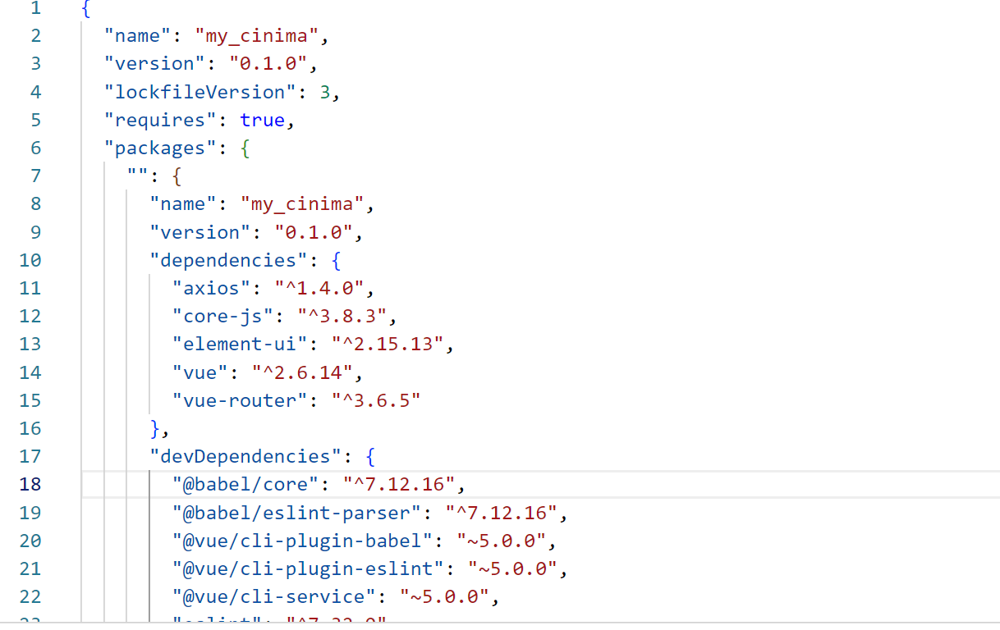 1 {
2 "name": "my_cinima",
3 "version": "0.1.0",
4 "lockfileVersion": 3,
5 "requires": true,
6 "packages": {
7 "": {
8 "name": "my_cinima",
9 "version": "0.1.0",
10 "dependencies": {
11 "axios": "^1.4.0",
12 "core-js": "^3.8.3",
13 "element-ui": "^2.15.13",
14 "vue": "^2.6.14",
15 "vue-router": "^3.6.5"
16 },
17 "devDependencies": {
18 "@babel/core": "^7.12.16",
19 "@babel/eslint-parser": "^7.12.16",
20 "@vue/cli-plugin-babel": "~5.0.0",
21 "@vue/cli-plugin-eslint": "~5.0.0",
22 "@vue/cli-service": "~5.0.0",